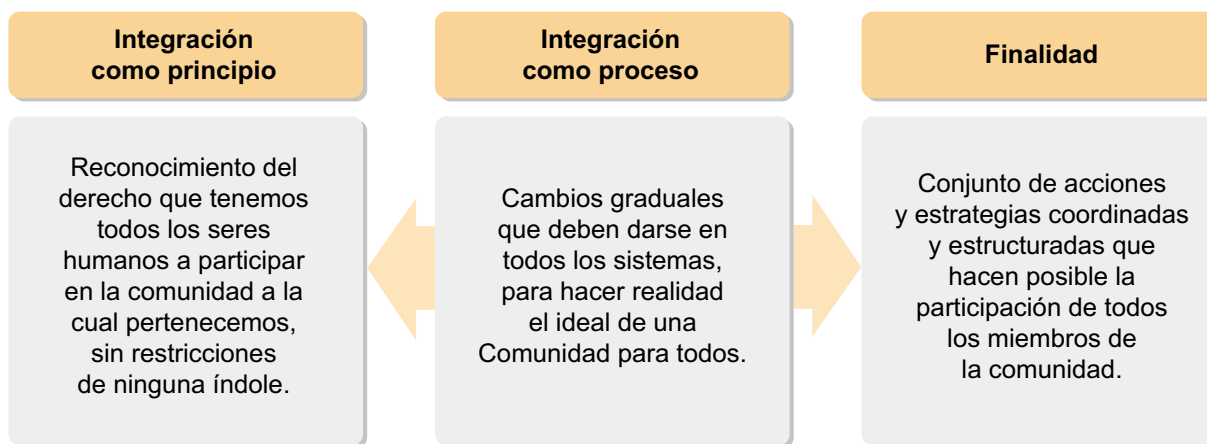 Integración
como principio
Reconocimiento del
derecho que tenemos
todos los seres
humanos a participar
en la comunidad a la
cual pertenecemos,
sin restricciones
de ninguna índole.
Integración
como proceso
Cambios graduales
que deben darse en
todos los sistemas,
para hacer realidad
el ideal de una
Comunidad para todos.
Finalidad
Conjunto de acciones
y estrategias coordinadas
y estructuradas que
hacen posible la
participación de todos
los miembros de
la comunidad.